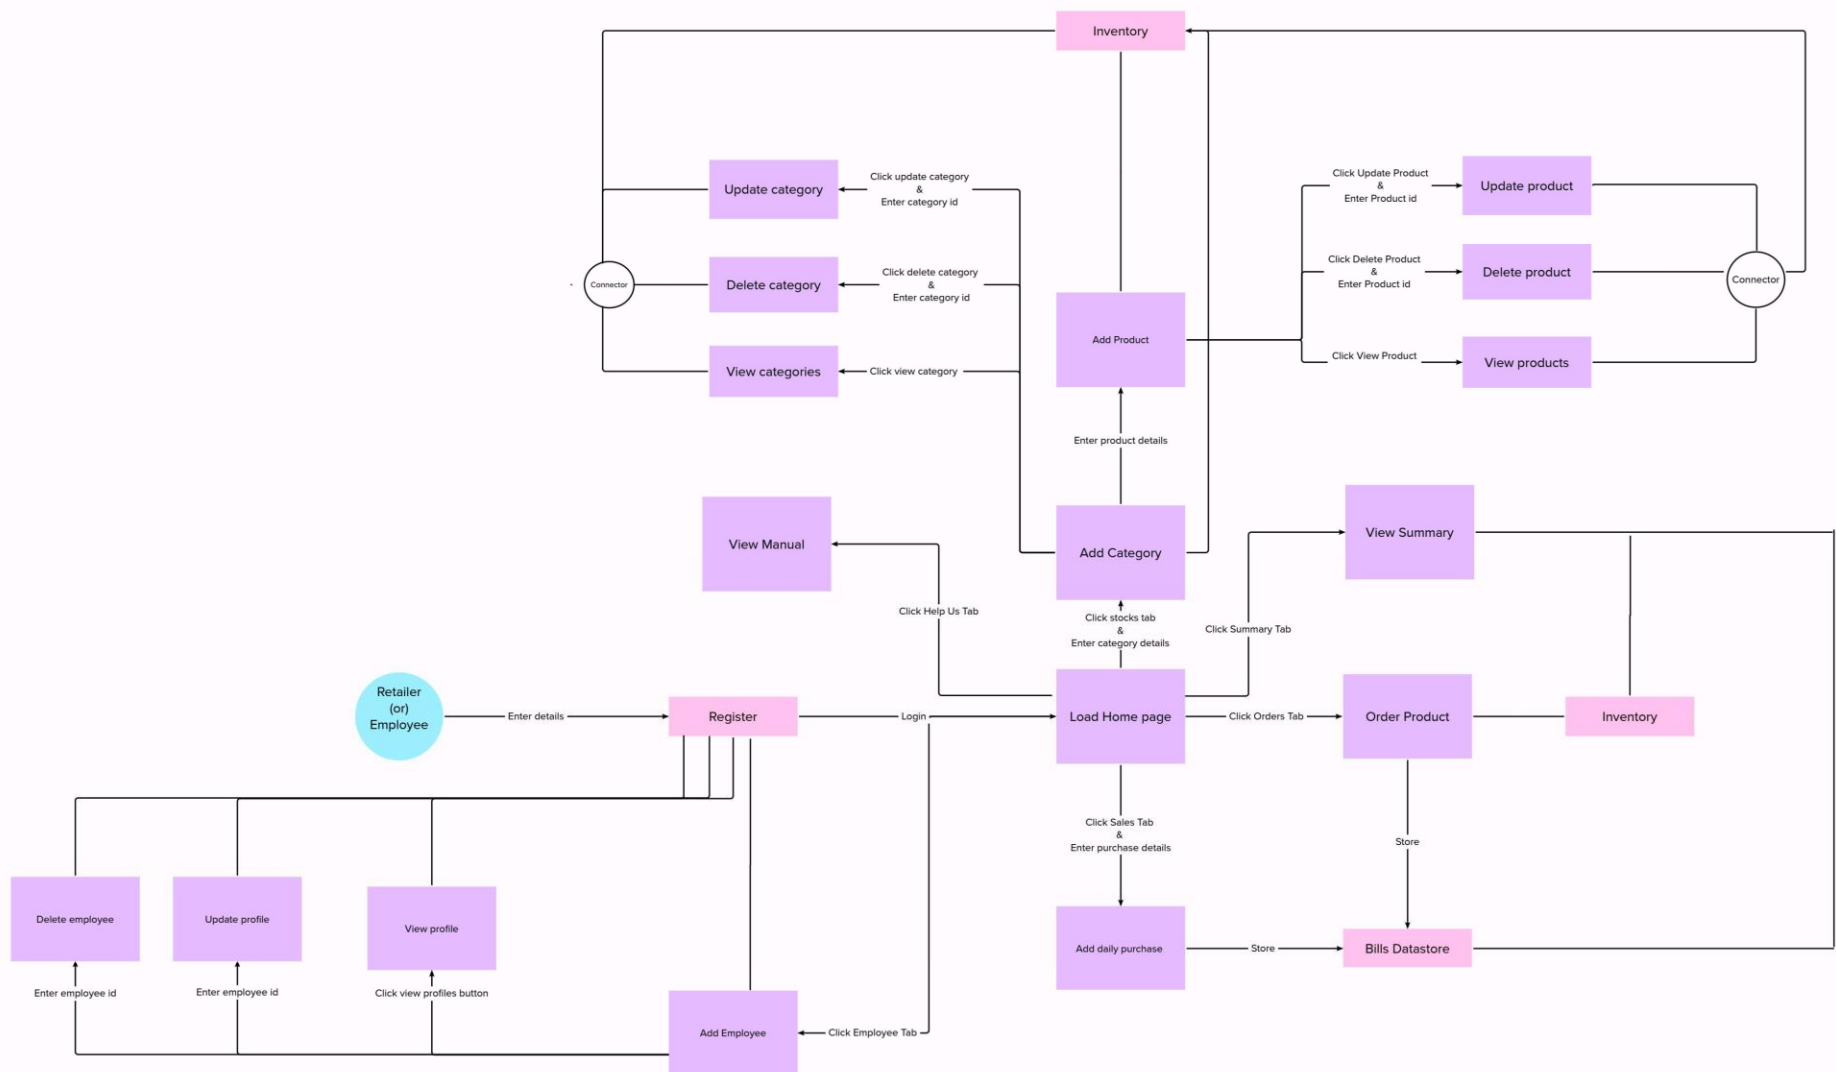 Inventory
Update category
Click update category
&
Enter category id
Click Update Product
&
Enter Product id
Update product
Connector
Delete category
Click delete category
&
Enter category id
Click Delete Product
&
Enter Product id
Delete product
Connector
View categories
Click view category
Add Product
Click View Product
View products
Enter product details
View Manual
Add Category
View Summary
Click Help Us Tab
Click stocks tab
&
Enter category details
Click Summary Tab
Retailer
(or)
Employee
Enter details
Register
Login
Load Home page
Click Orders Tab
Order Product
Inventory
Click Sales Tab
&
Enter purchase details
Store
Delete employee
Update profile
View profile
Add daily purchase
Store
Bills Datastore
Enter employee id
Enter employee id
Click view profiles button
Add Employee
Click Employee Tab